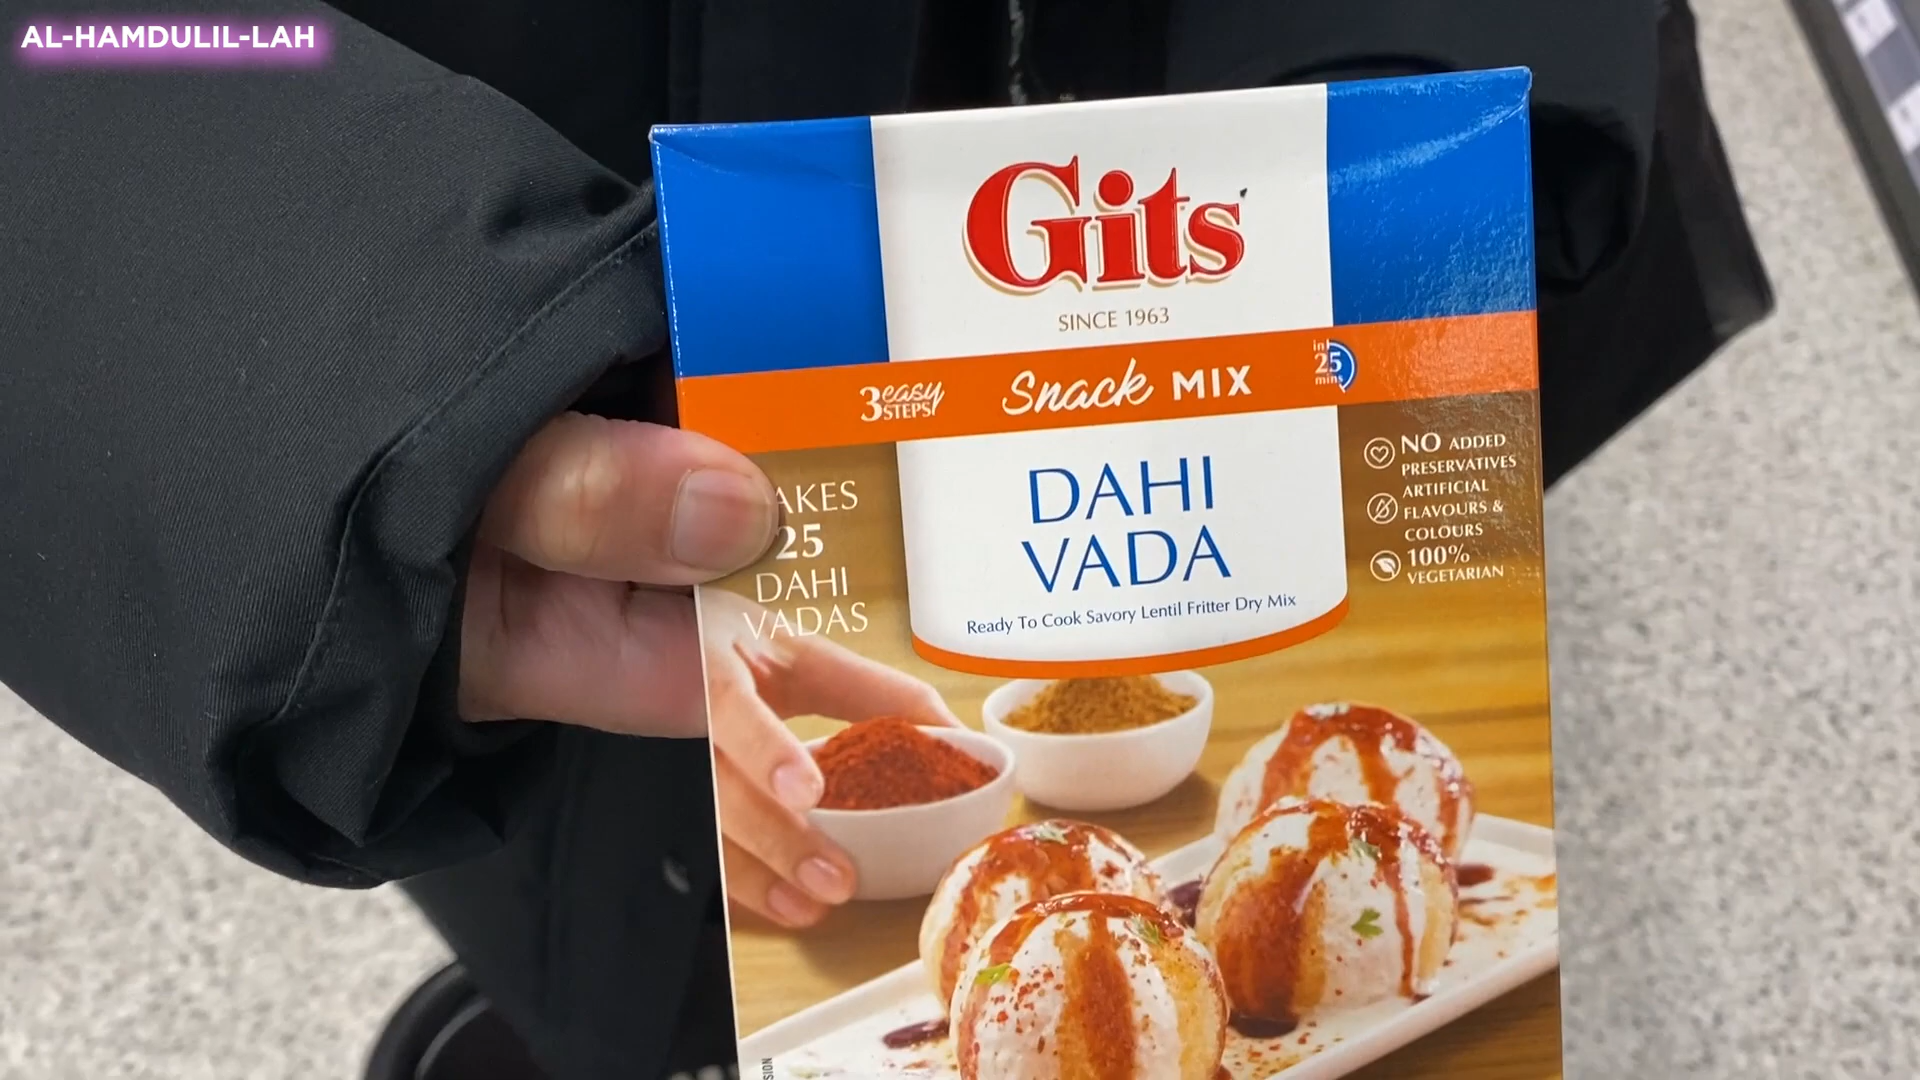 AL-HAMDULIL-LAH
Gits
SINCE 1963
3 easy STEPS
Snack MIX
in 25 mins
DAHI
VADA
Ready To Cook Savory Lentil Fritter Dry Mix
25
DAHI
VADAS
NO ADDED
PRESERVATIVES
ARTIFICIAL
FLAVOURS &
COLOURS
100%
VEGETARIAN